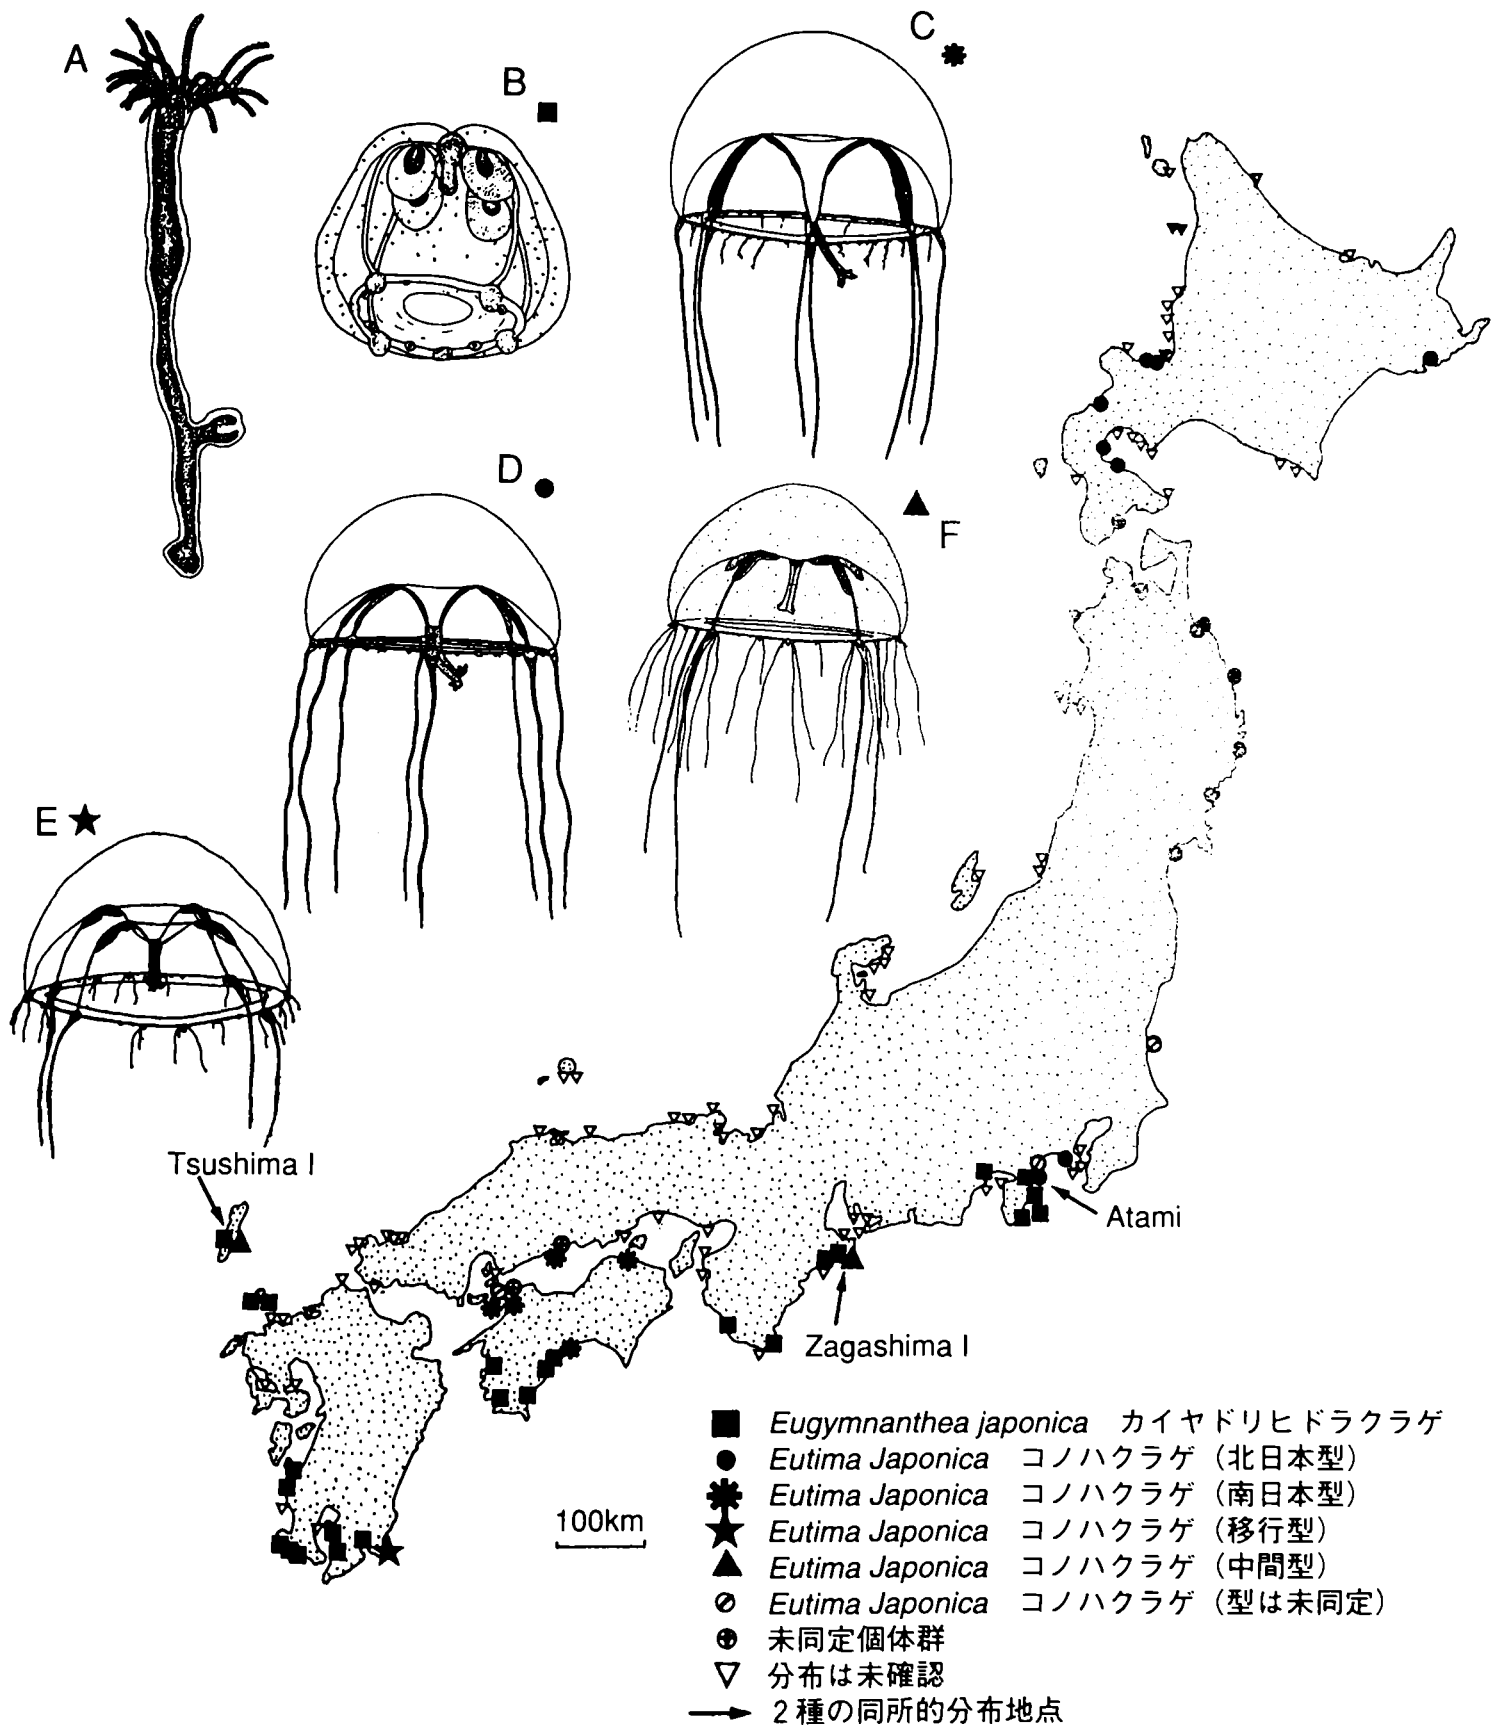 A
B
C
D
F
E
Tsushima I
Atami
Zagashima I
100km
Eugymnanthea japonica カイヤドリヒドラクラゲ
Eutima Japonica コノハクラゲ（北日本型）
Eutima Japonica コノハクラゲ（南日本型）
Eutima Japonica コノハクラゲ（移行型）
Eutima Japonica コノハクラゲ（中間型）
Eutima Japonica コノハクラゲ（型は未同定）
未同定個体群
分布は未確認
2種の同所的分布地点